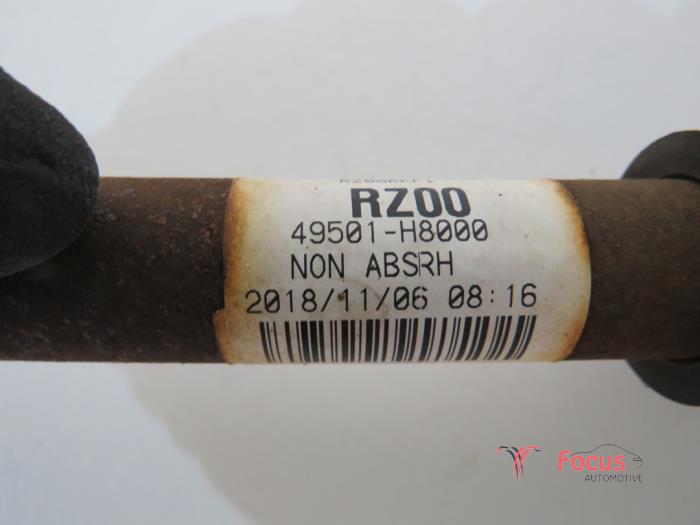 RZ00
49501-H8000
NON ABSRH
2018/11/06 08:16
Focus
AUTOMOTIVE